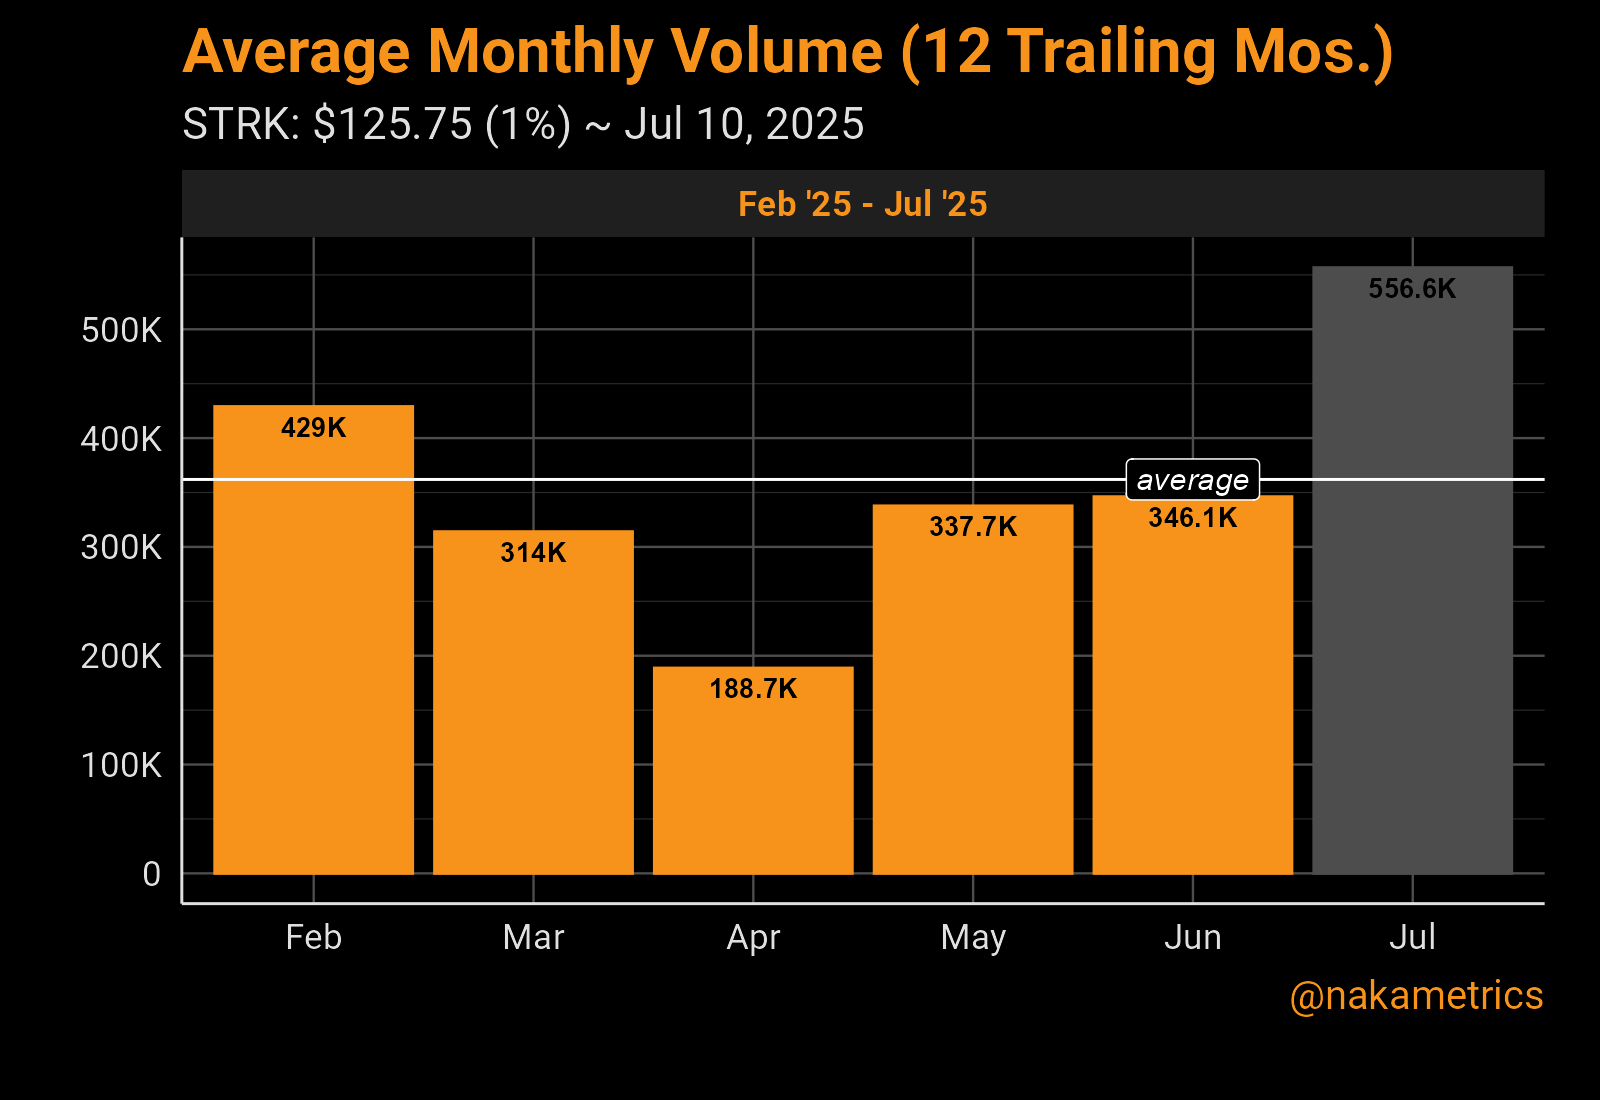 Average Monthly Volume (12 Trailing Mos.)
STRK: $125.75 (1%) ~ Jul 10, 2025
Feb '25 - Jul '25
556.6K
500K
429K
400K
average
346.1K
337.7K
314K
300K
188.7K
200K
100K
0
Feb Mar Apr May Jun Jul
@nakametrics